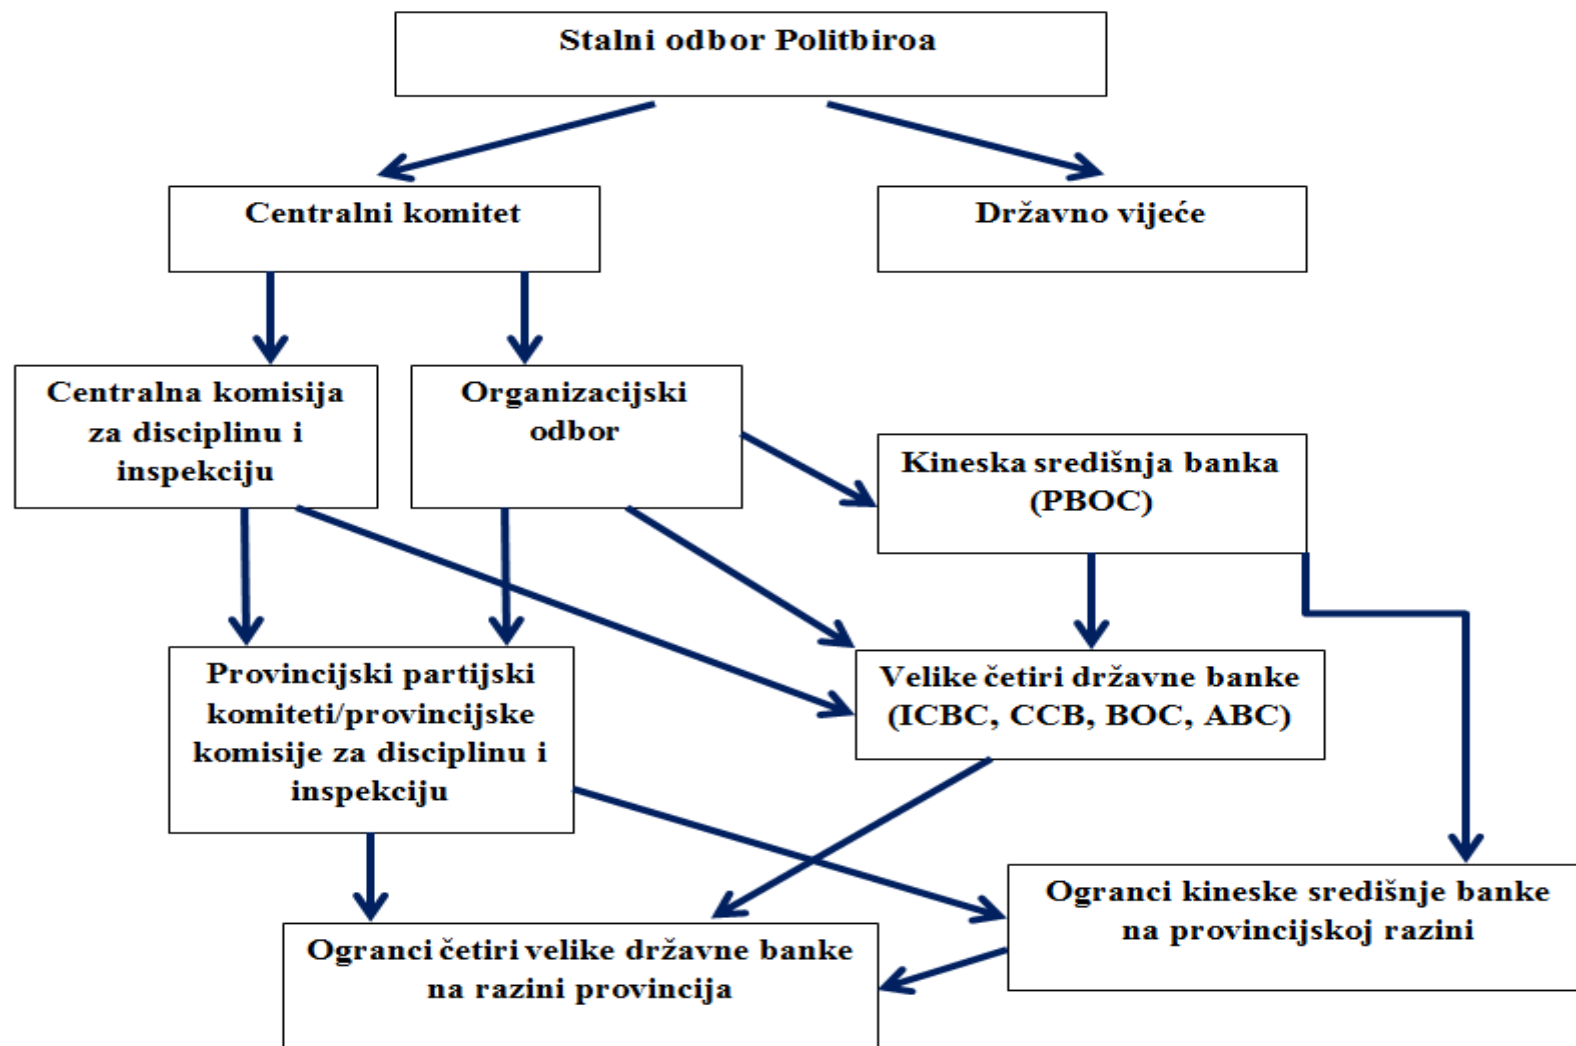 Stalni odbor Politbiroa
Centralni komitet
Državno vijeće
Centralna komisija
za disciplinu i
inspekciju
Organizacijski
odbor
Kineska središnja banka
(PBOC)
Provincijski partijski
komiteti/provincijske
komisije za disciplinu i
inspekciju
Velike četiri državne banke
(ICBC, CCB, BOC, ABC)
Ogranci kineske središnje banke
na provincijskoj razini
Ogranci četiri velike državne banke
na razini provincija